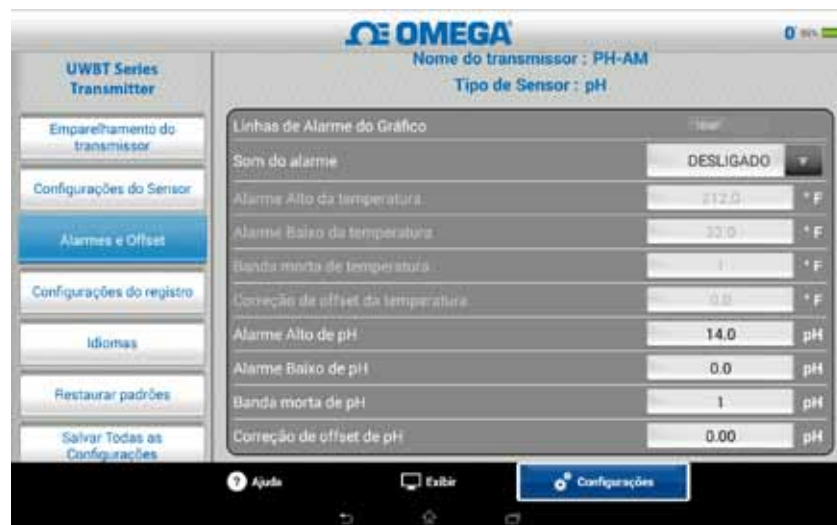 Ω OMEGA
Nome do transmissor : PH-AM
Tipo de Sensor : pH
UWBT Series
Transmitter
Emparelhamento do
transmissor
Configurações do Sensor
Alarmes e Offset
Configurações do registro
Idiomas
Restaurar padrões
Salvar Todas as
Configurações
Linhas de Alarme do Gráfico
Som do alarme DESLIGADO
Alarme Alto da temperatura 212.0 ° F
Alarme Baixo da temperatura 32.0 ° F
Banda morta de temperatura 1 ° F
Correção de offset da temperatura 0.0 ° F
Alarme Alto de pH 14.0 pH
Alarme Baixo de pH 0.0 pH
Banda morta de pH 1 pH
Correção de offset de pH 0.00 pH
? Ajuda Exibir Configurações